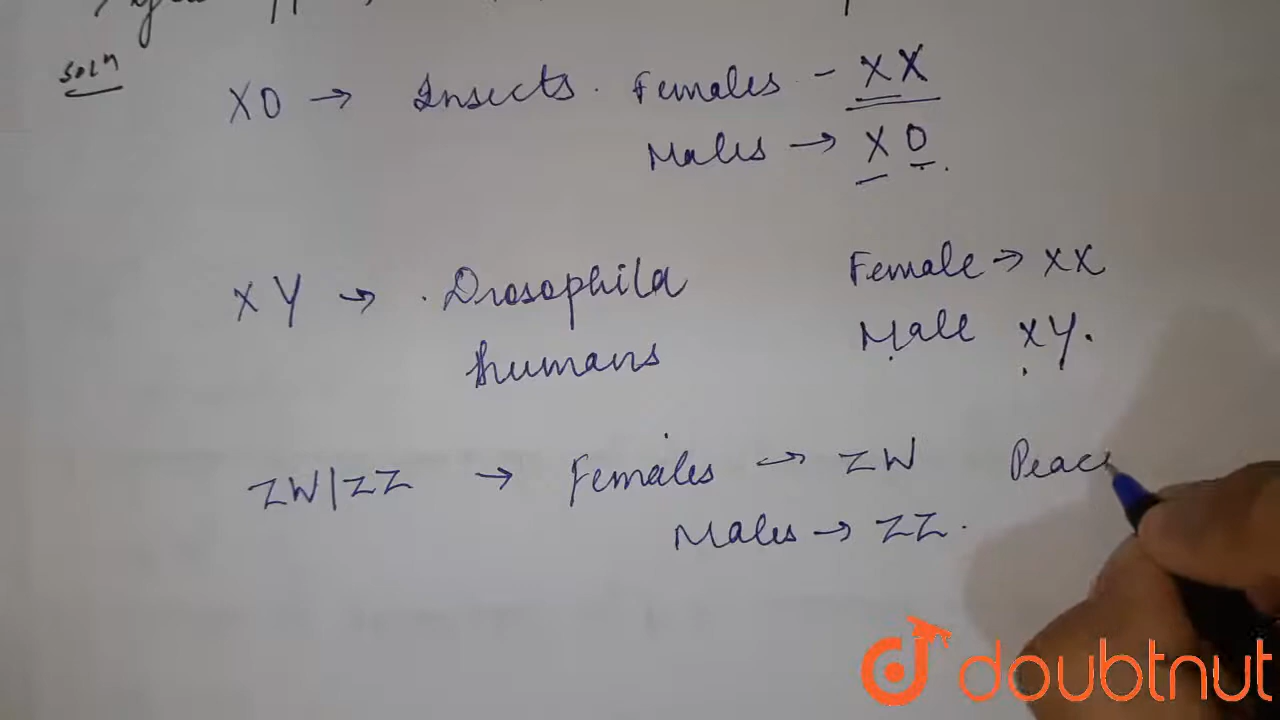 Soln
XO → Insects. Females - XX
Males → XO.
XY → Drosophila Female → XX
humans Male XY.
ZW/ZZ → Females → ZW Peac
Males → ZZ.
doubtnut